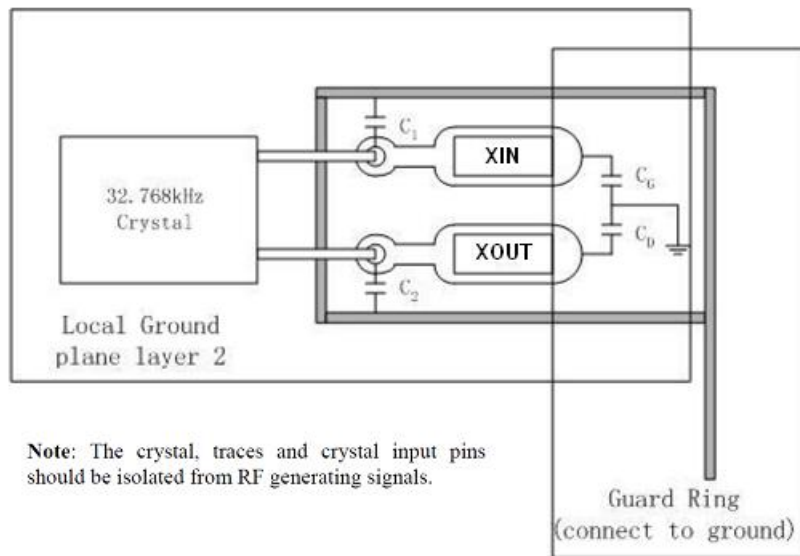 C1
XIN
CG
32.768kHz
Crystal
XOUT
CD
C2
Local Ground
plane layer 2
Note: The crystal, traces and crystal input pins
should be isolated from RF generating signals.
Guard Ring
(connect to ground)